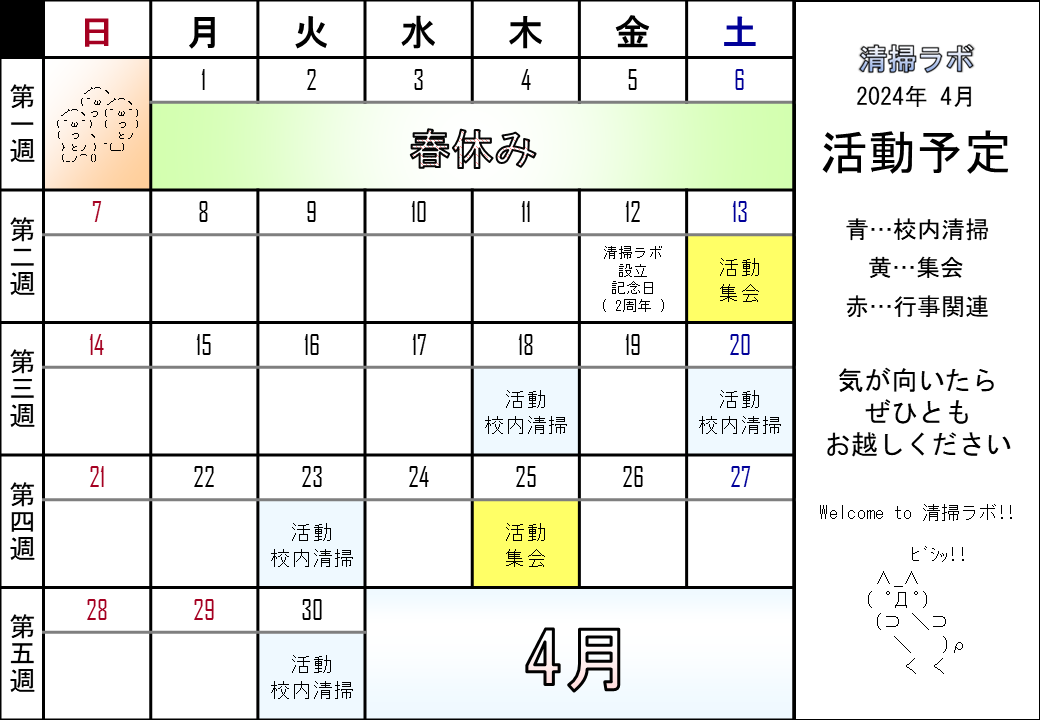 日 月 火 水 木 金 土
第一週
1 2 3 4 5 6
春休み
第二週
7 8 9 10 11 12 13
清掃ラボ
設立
記念日
( 2周年 )
活動
集会
第三週
14 15 16 17 18 19 20
活動
校内清掃
活動
校内清掃
第四週
21 22 23 24 25 26 27
活動
校内清掃
活動
集会
第五週
28 29 30
活動
校内清掃
4月
清掃ラボ
2024年 4月
活動予定
青…校内清掃
黄…集会
赤…行事関連
気が向いたら
ぜひとも
お越しください
Welcome to 清掃ラボ!!
ﾋﾞｼｯ!!
∧_∧
( ﾟДﾟ)
(⊃ ＼⊃
＼ )ρ
く く